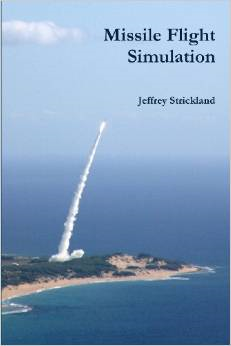 Missile Flight
Simulation
Jeffrey Strickland